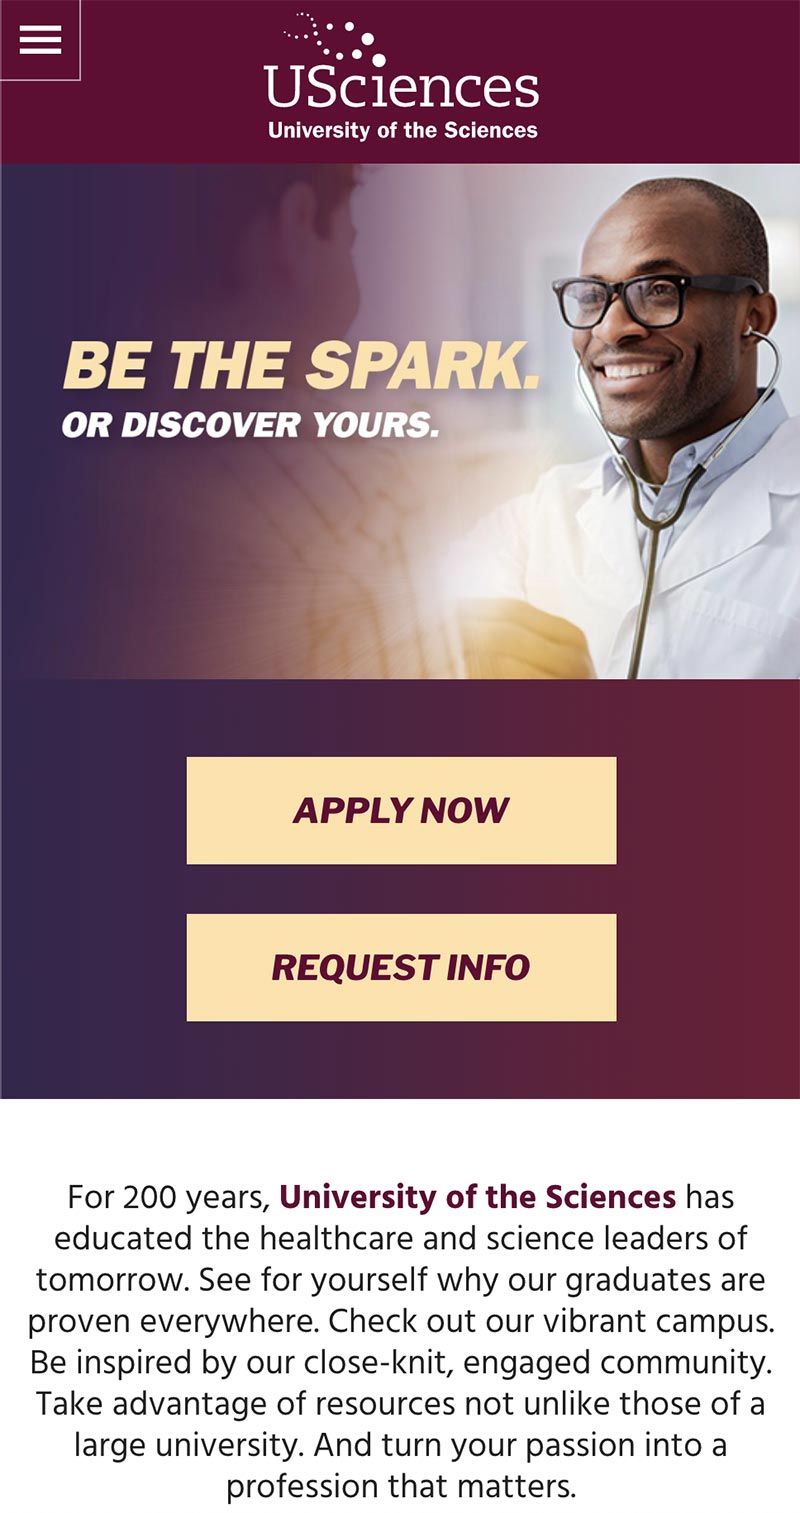 USciences
University of the Sciences
BE THE SPARK.
OR DISCOVER YOURS.
APPLY NOW
REQUEST INFO
For 200 years, University of the Sciences has
educated the healthcare and science leaders of
tomorrow. See for yourself why our graduates are
proven everywhere. Check out our vibrant campus.
Be inspired by our close-knit, engaged community.
Take advantage of resources not unlike those of a
large university. And turn your passion into a
profession that matters.